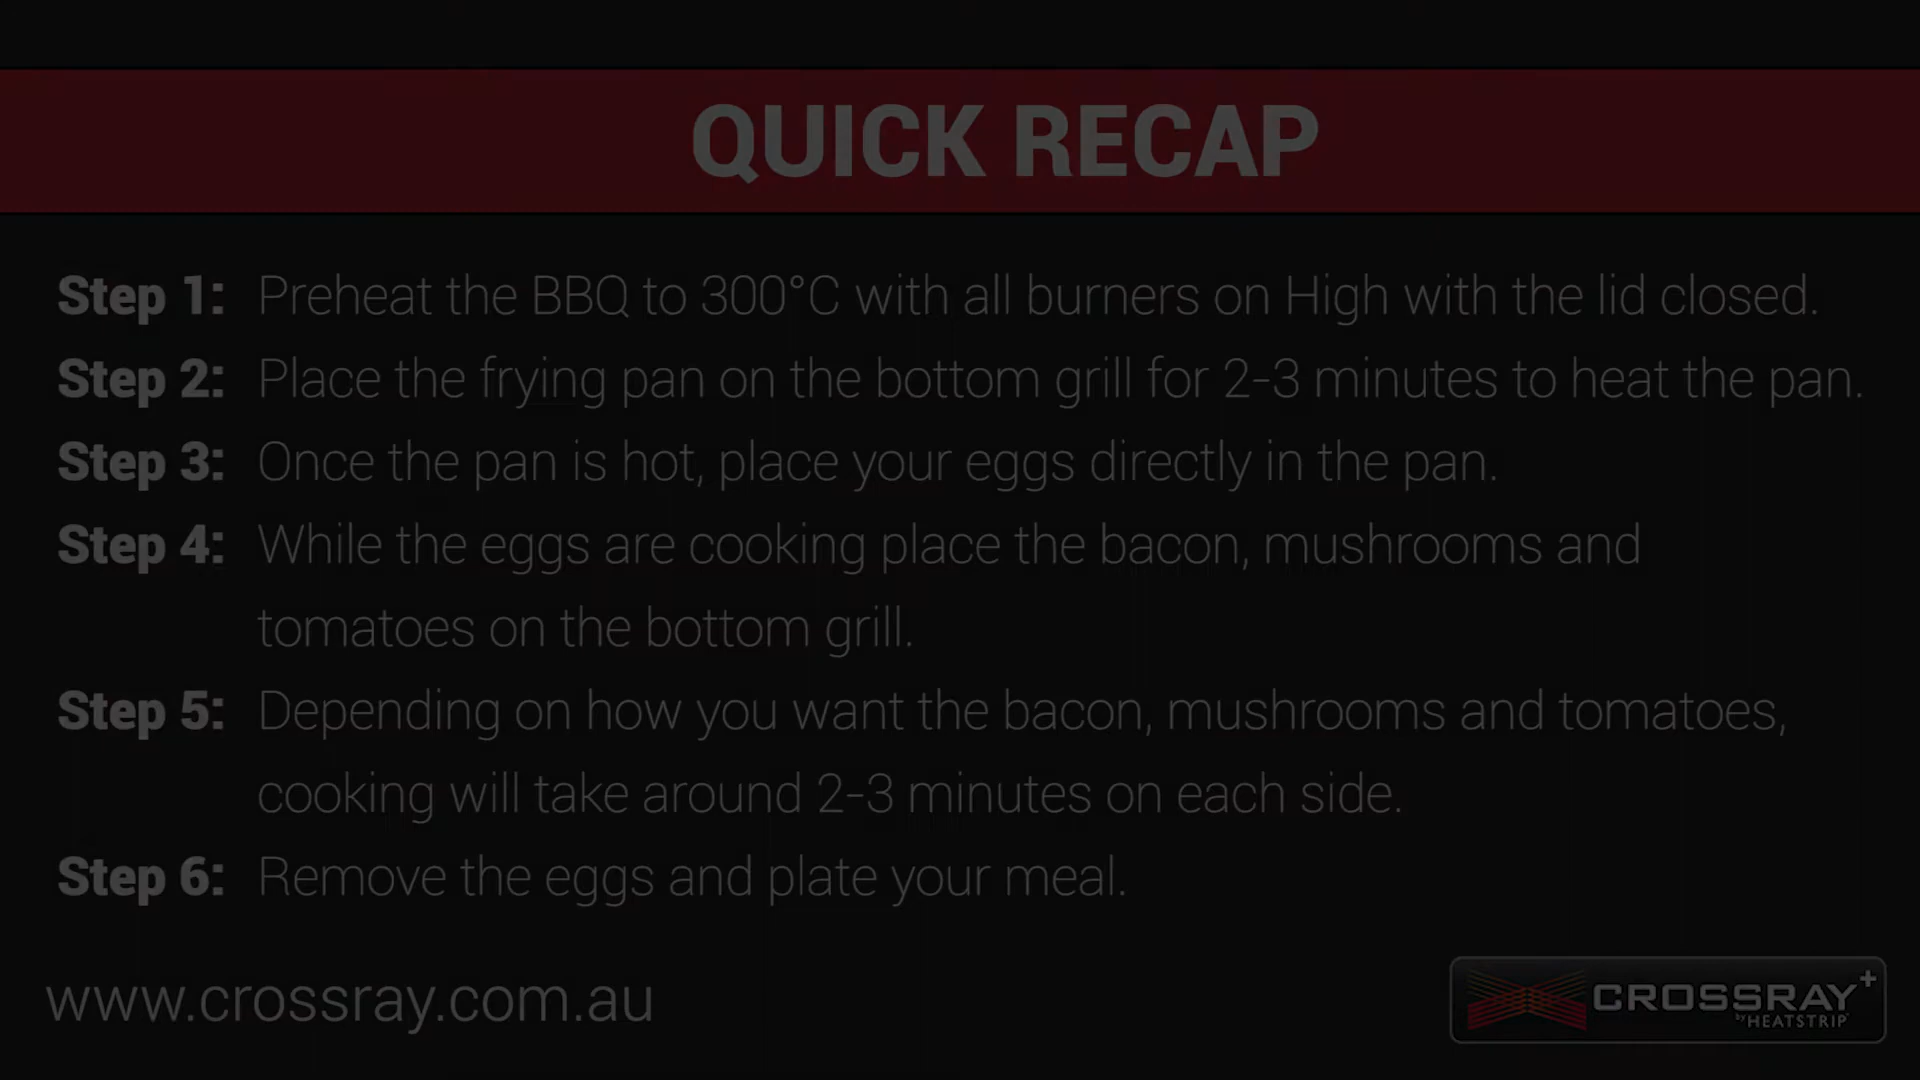 QUICK RECAP
Step 1: Preheat the BBQ to 300°C with all burners on High with the lid closed.
Step 2: Place the frying pan on the bottom grill for 2-3 minutes to heat the pan.
Step 3: Once the pan is hot, place your eggs directly in the pan.
Step 4: While the eggs are cooking place the bacon, mushrooms and
tomatoes on the bottom grill.
Step 5: Depending on how you want the bacon, mushrooms and tomatoes,
cooking will take around 2-3 minutes on each side.
Step 6: Remove the eggs and plate your meal.
www.crossray.com.au
CROSSRAY+
by HEATSTRIP